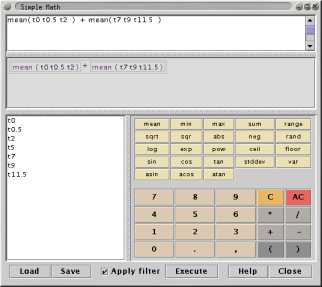 Simple Math
mean(t0 t0.5 t2 ) + mean(t7 t9 t11.5 )
mean ( t0 t0.5 t2 ) + mean ( t7 t9 t11.5 )
t0
t0.5
t2
t5
t7
t9
t11.5
mean min max sum range
sqrt sqr abs neg rand
log exp pow ceil floor
sin cos tan stddev var
asin acos atan
7 8 9 C AC
4 5 6 * /
1 2 3 + -
0 . , ( )
Load Save Apply filter Execute Help Close